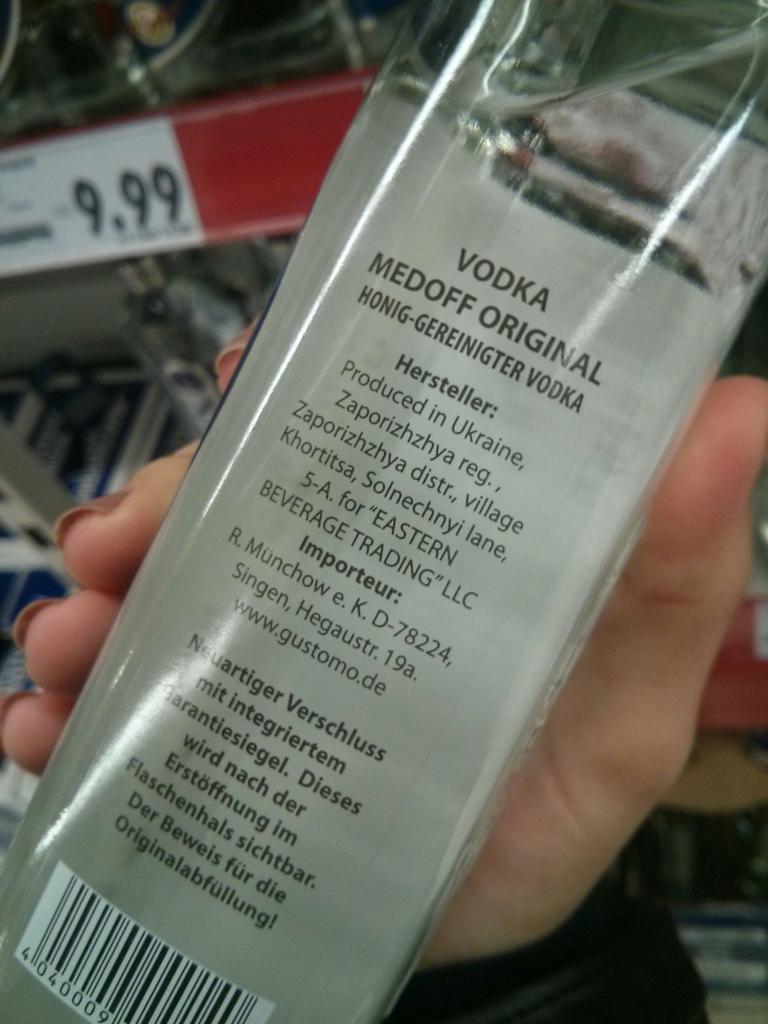 9.99
VODKA
MEDOFF ORIGINAL
HONIG-GEREINIGTER VODKA
Hersteller:
Produced in Ukraine,
Zaporizhzhya reg. ,
Zaporizhzhya distr., village
Khortitsa, Solnechnyi lane,
5-A. for "EASTERN
BEVERAGE TRADING" LLC
Importeur:
R. Münchow e. K. D-78224,
Singen, Hegaustr. 19a.
www.gustomo.de
Neuartiger Verschluss
mit integriertem
Garantiesiegel. Dieses
wird nach der
Erstöffnung im
Flaschenhals sichtbar.
Der Beweis für die
Originalabfüllung!
4 040009